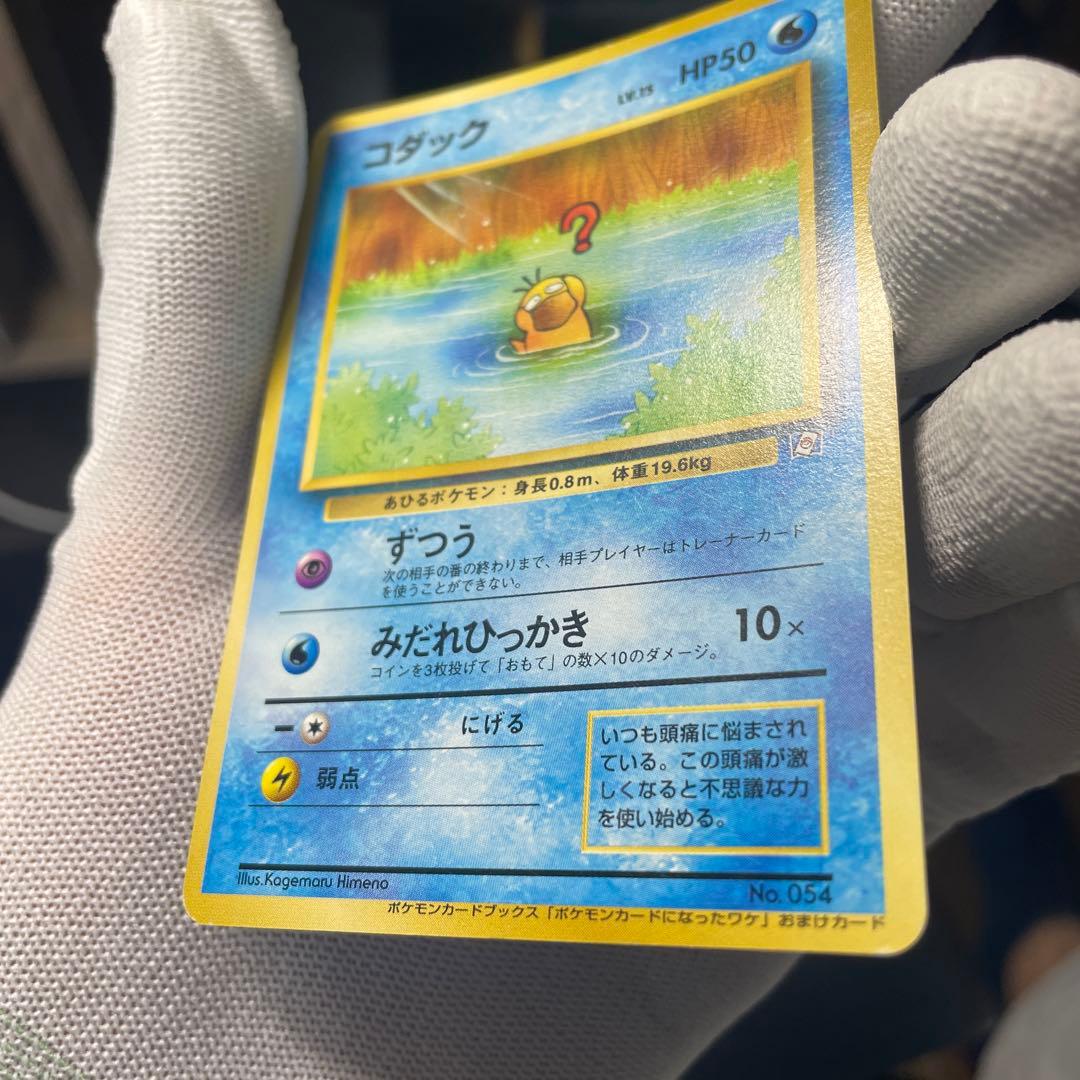 コダック LV.15 HP50
?
あひるポケモン:身長0.8m、体重19.6kg
ずつう
次の相手の番の終わりまで、相手プレイヤーはトレーナーカード
を使うことができない。
みだれひっかき 10×
コインを3枚投げて「おもて」の数×10のダメージ。
にげる
弱点
いつも頭痛に悩まされ
ている。この頭痛が激
しくなると不思議な力
を使い始める。
Illus.Kagemaru Himeno
No. 054
ポケモンカードブックス「ポケモンカードになったワケ」おまけカード